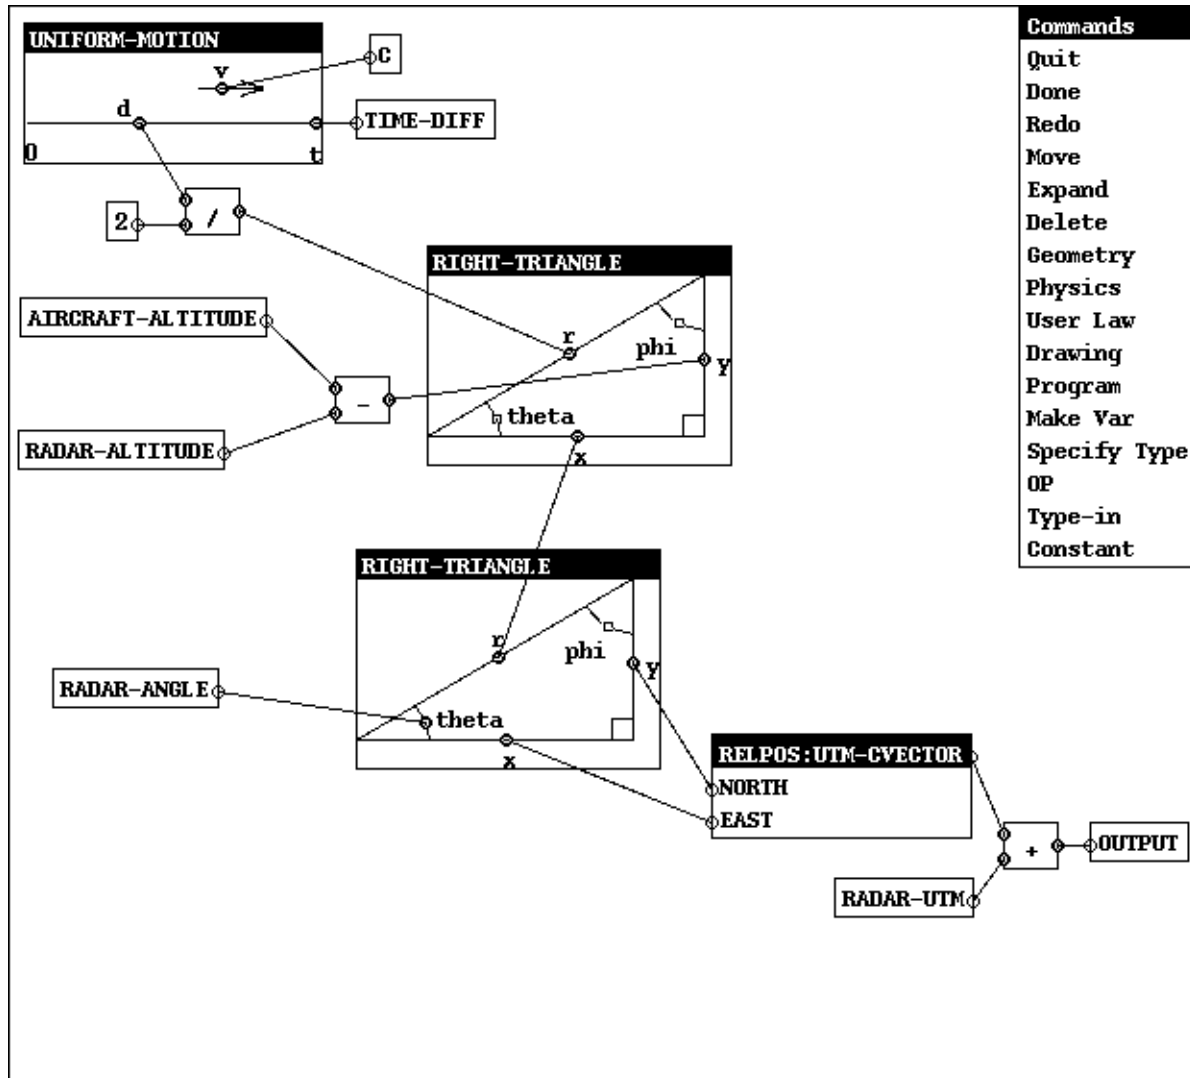 UNIFORM-MOTION
v
C
d
TIME-DIFF
0
t
2
/
RIGHT-TRIANGLE
AIRCRAFT-ALTITUDE
r
phi
y
-
theta
RADAR-ALTITUDE
x
RIGHT-TRIANGLE
r
phi
y
RADAR-ANGLE
theta
x
RELPOS:UTM-CVECTOR
NORTH
EAST
+
OUTPUT
RADAR-UTM
Commands
Quit
Done
Redo
Move
Expand
Delete
Geometry
Physics
User Law
Drawing
Program
Make Var
Specify Type
OP
Type-in
Constant